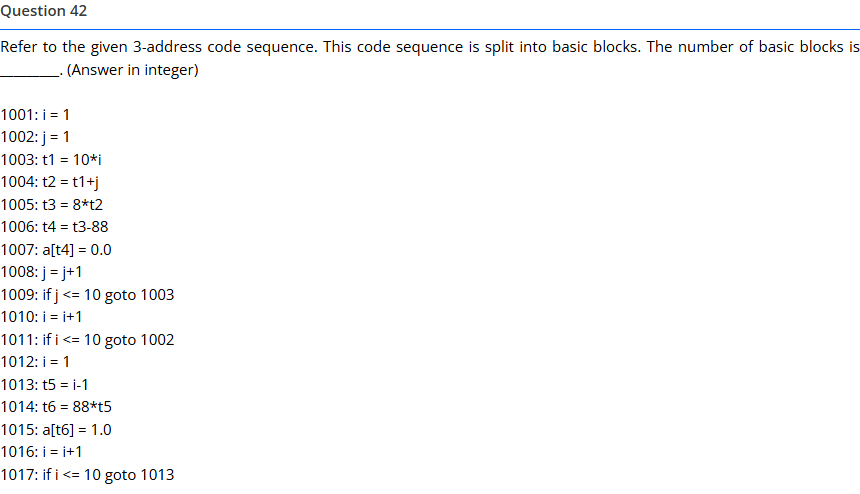 Question 42
Refer to the given 3-address code sequence. This code sequence is split into basic blocks. The number of basic blocks is
________. (Answer in integer)
1001: i = 1
1002: j = 1
1003: t1 = 10*i
1004: t2 = t1+j
1005: t3 = 8*t2
1006: t4 = t3-88
1007: a[t4] = 0.0
1008: j = j+1
1009: if j <= 10 goto 1003
1010: i = i+1
1011: if i <= 10 goto 1002
1012: i = 1
1013: t5 = i-1
1014: t6 = 88*t5
1015: a[t6] = 1.0
1016: i = i+1
1017: if i <= 10 goto 1013